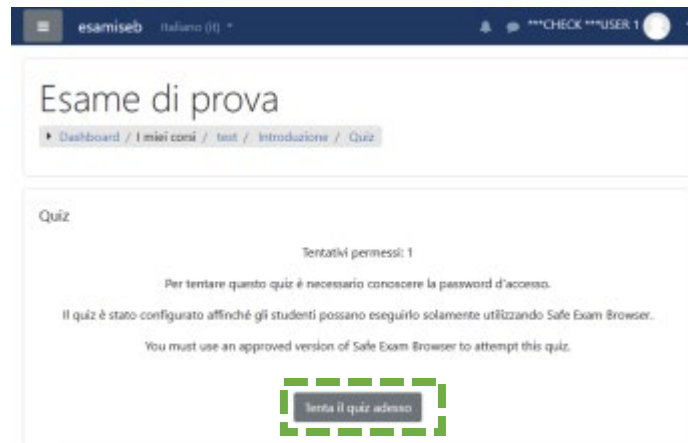 esamiseb Italiano (it) ***CHECK ***USER 1
Esame di prova
Dashboard / I miei corsi / test / Introduzione / Quiz
Quiz
Tentativi permessi: 1
Per tentare questo quiz è necessario conoscere la password d'accesso.
Il quiz è stato configurato affinché gli studenti possano eseguirlo solamente utilizzando Safe Exam Browser.
You must use an approved version of Safe Exam Browser to attempt this quiz.
Tenta il quiz adesso